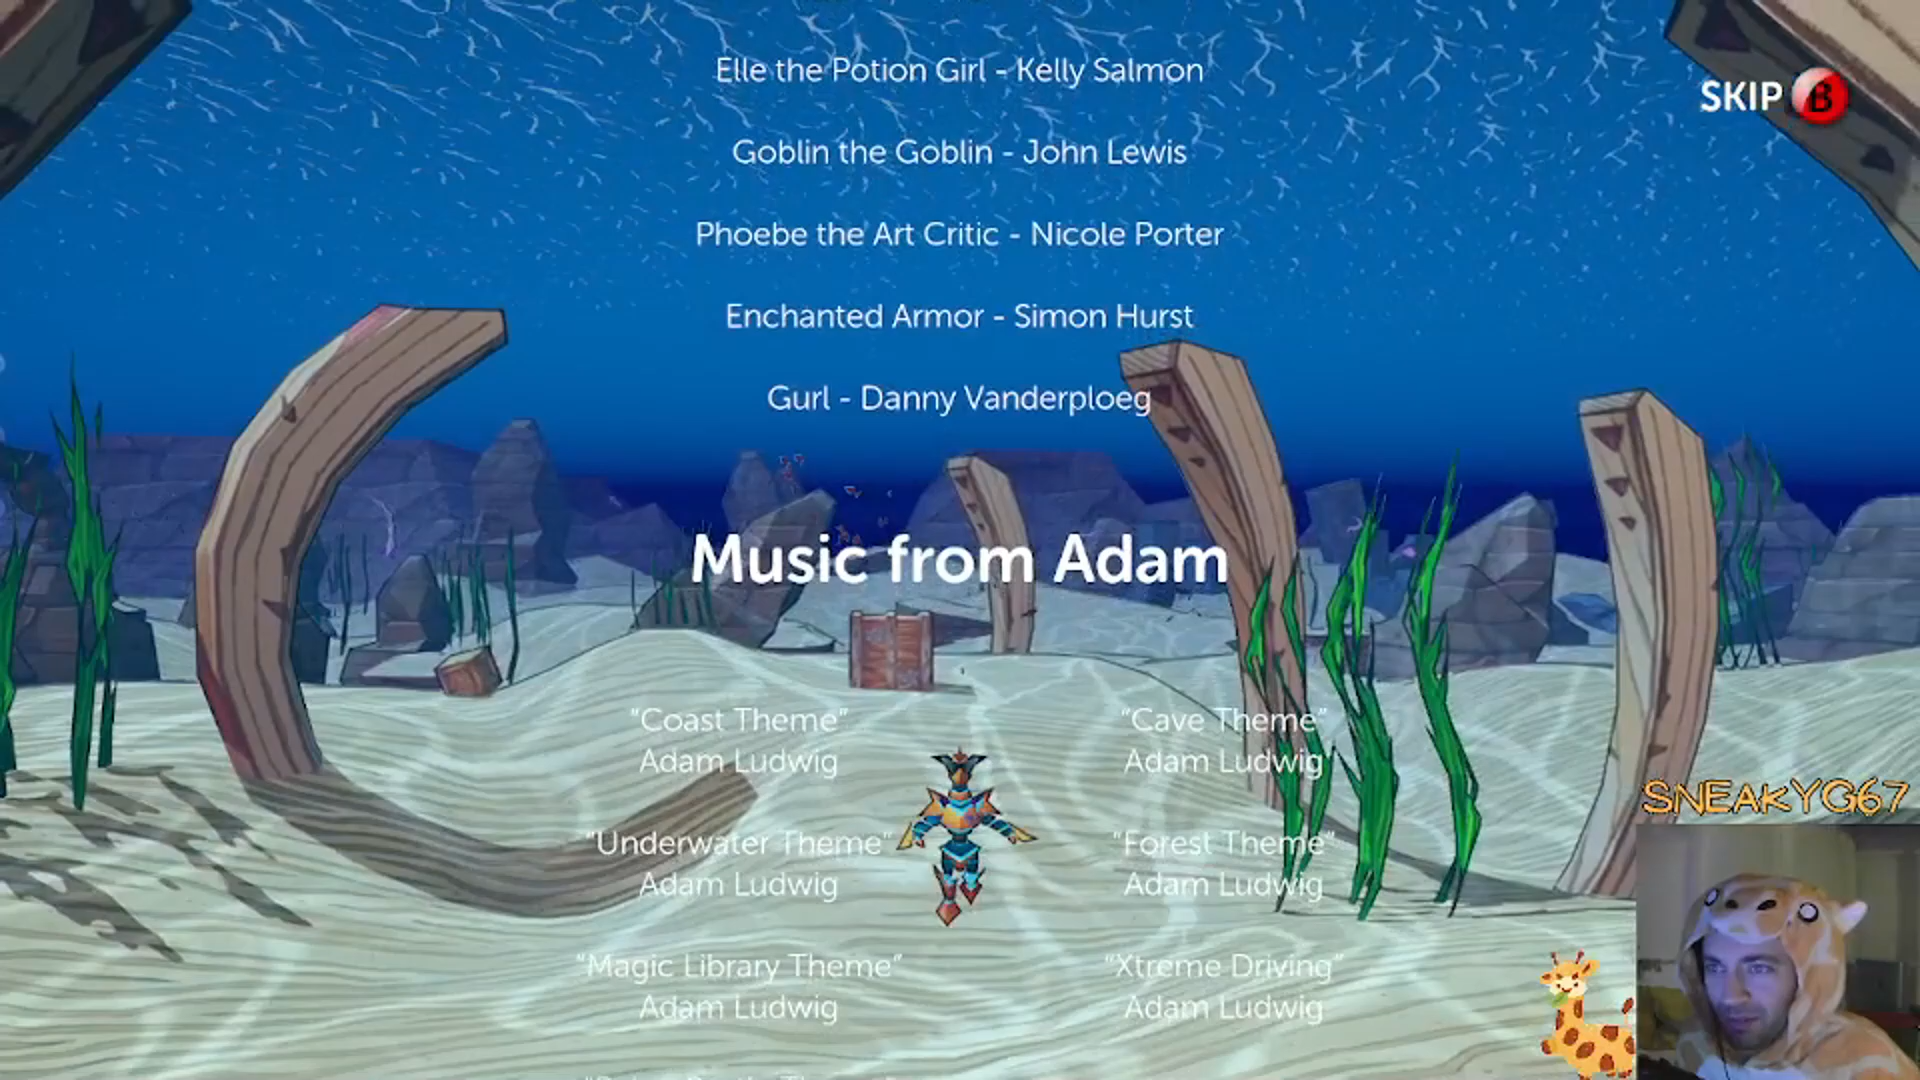 Elle the Potion Girl - Kelly Salmon
SKIP B
Goblin the Goblin - John Lewis
Phoebe the Art Critic - Nicole Porter
Enchanted Armor - Simon Hurst
Gurl - Danny Vanderploeg
Music from Adam
“Coast Theme” “Cave Theme”
Adam Ludwig Adam Ludwig
“Underwater Theme” “Forest Theme”
Adam Ludwig Adam Ludwig
“Magic Library Theme” “Xtreme Driving”
Adam Ludwig Adam Ludwig
SNEAKYG67